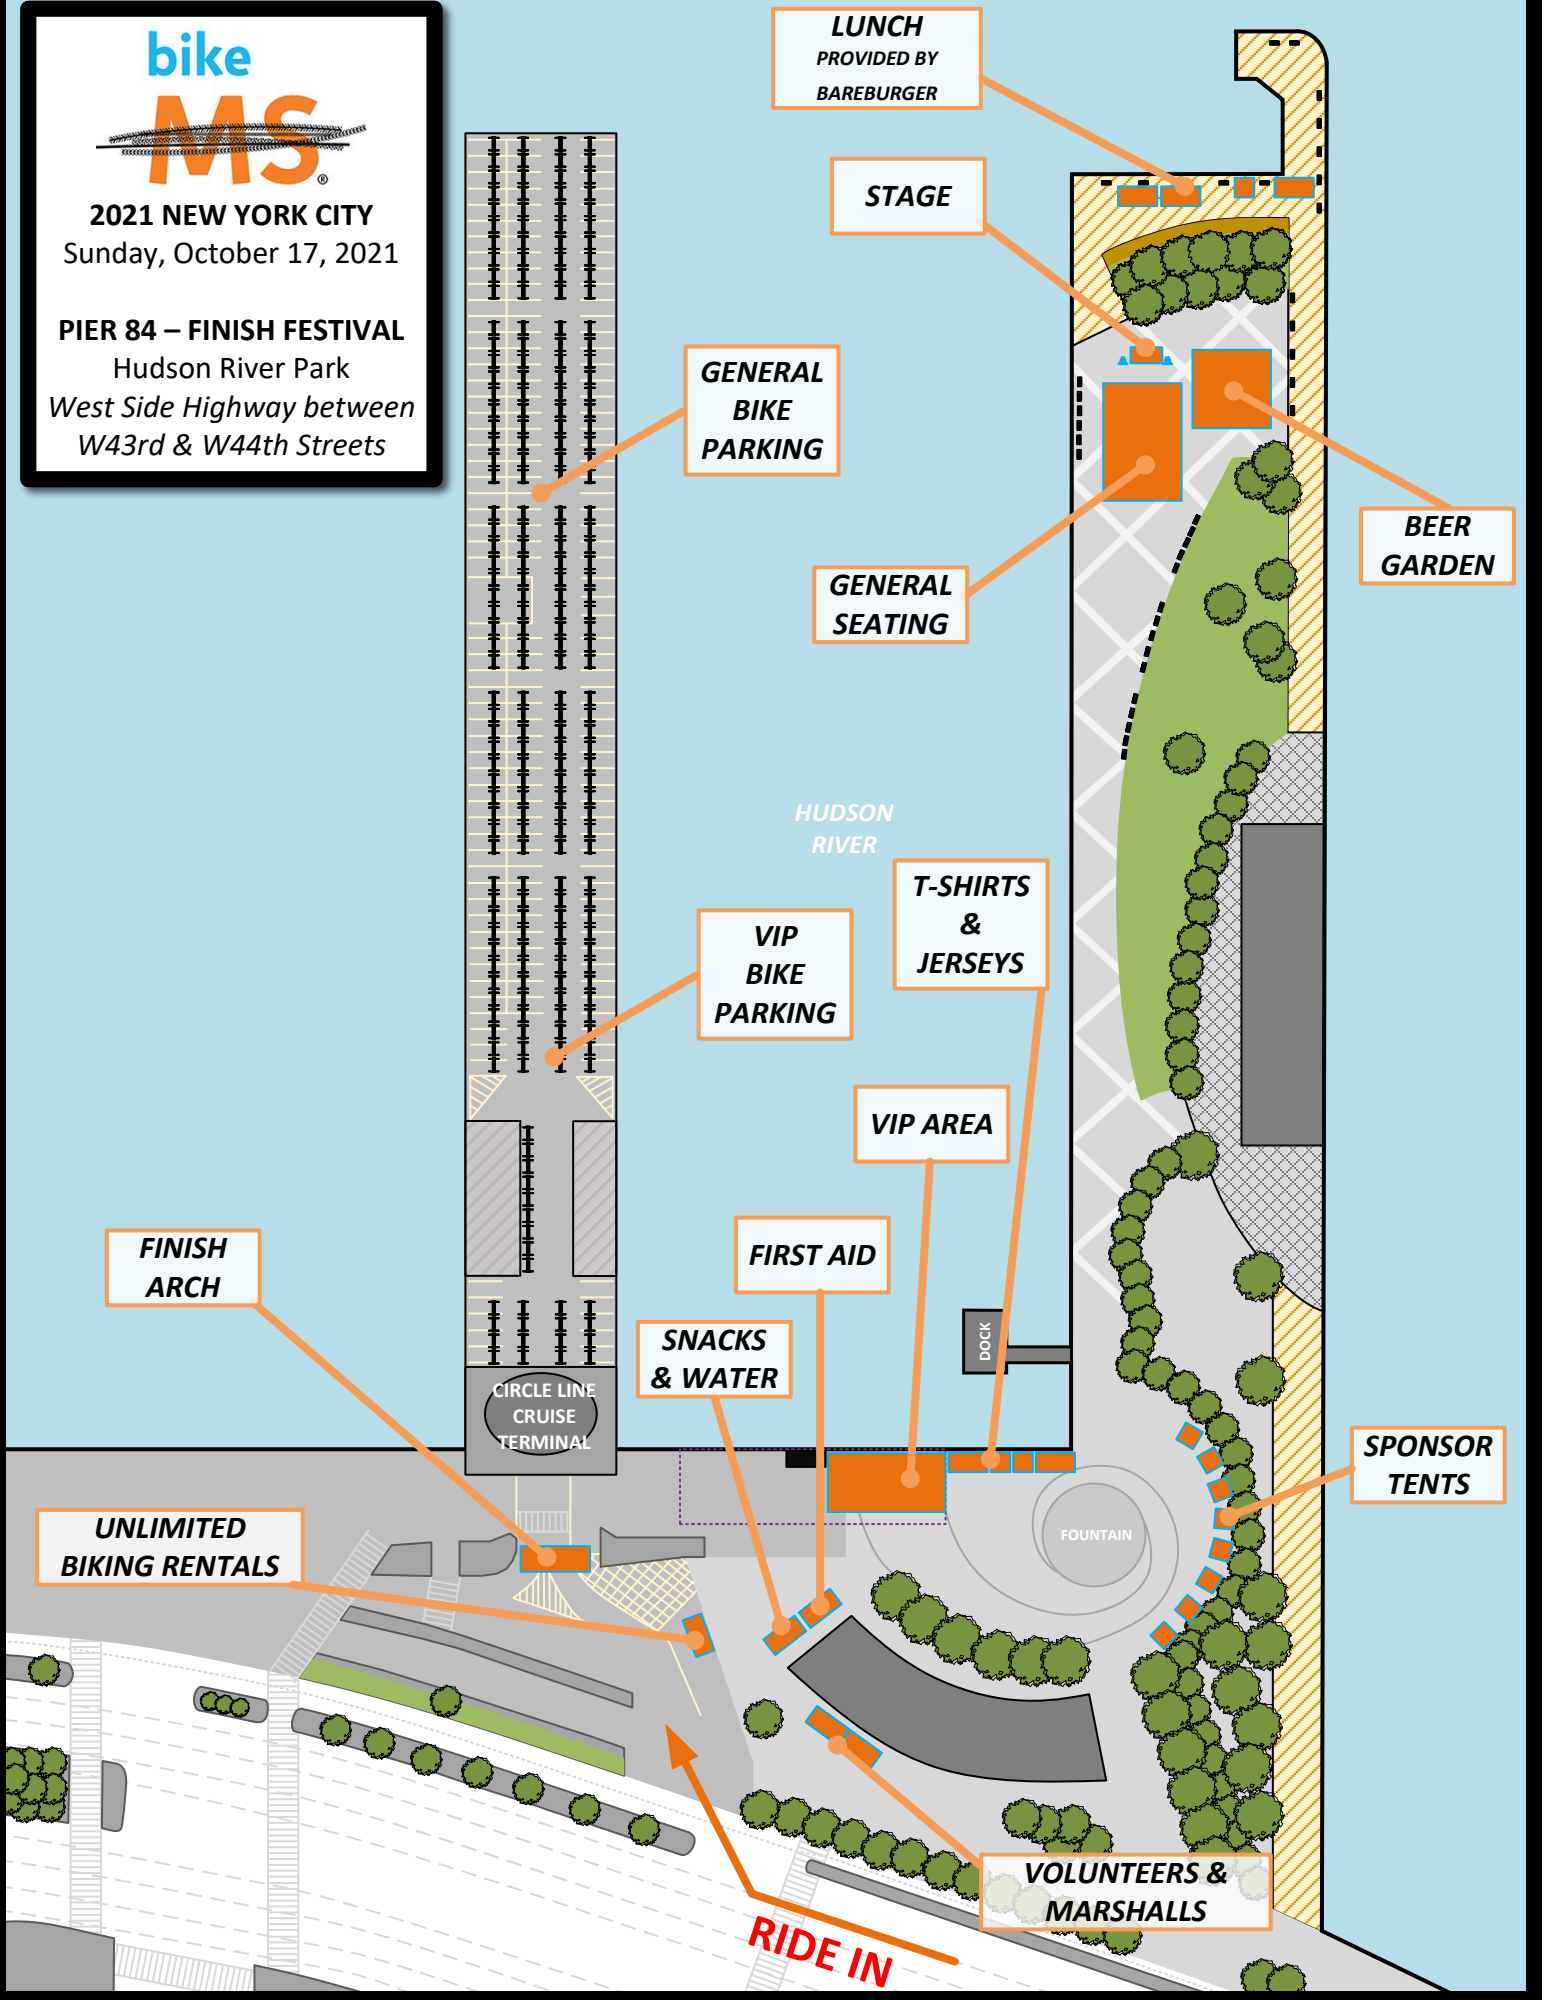 bike
MS®
2021 NEW YORK CITY
Sunday, October 17, 2021
PIER 84 – FINISH FESTIVAL
Hudson River Park
West Side Highway between
W43rd & W44th Streets
LUNCH
PROVIDED BY
BAREBURGER
STAGE
GENERAL
BIKE
PARKING
BEER
GARDEN
GENERAL
SEATING
HUDSON
RIVER
T-SHIRTS
&
JERSEYS
VIP
BIKE
PARKING
VIP AREA
FIRST AID
FINISH
ARCH
SNACKS
& WATER
DOCK
CIRCLE LINE
CRUISE
TERMINAL
SPONSOR
TENTS
UNLIMITED
BIKING RENTALS
FOUNTAIN
VOLUNTEERS &
MARSHALLS
RIDE IN